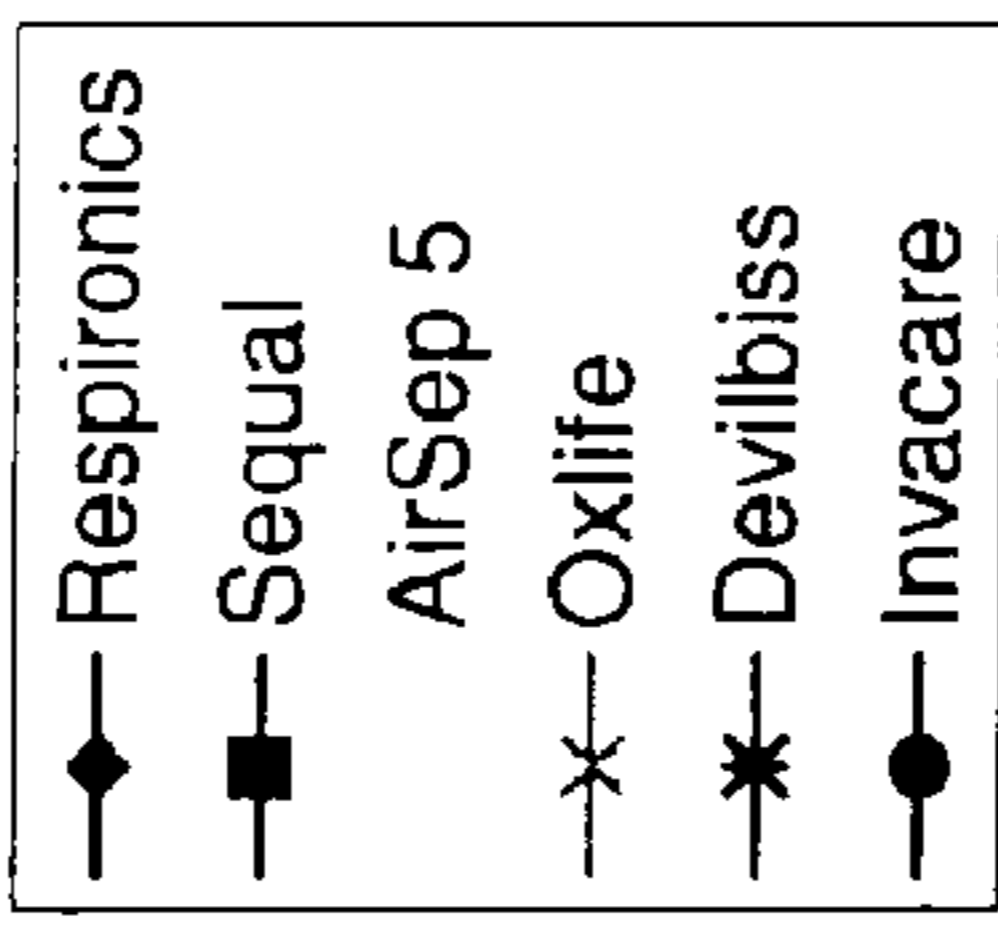 Respironics
Sequal
AirSep 5
Oxlife
Devilbiss
Invacare